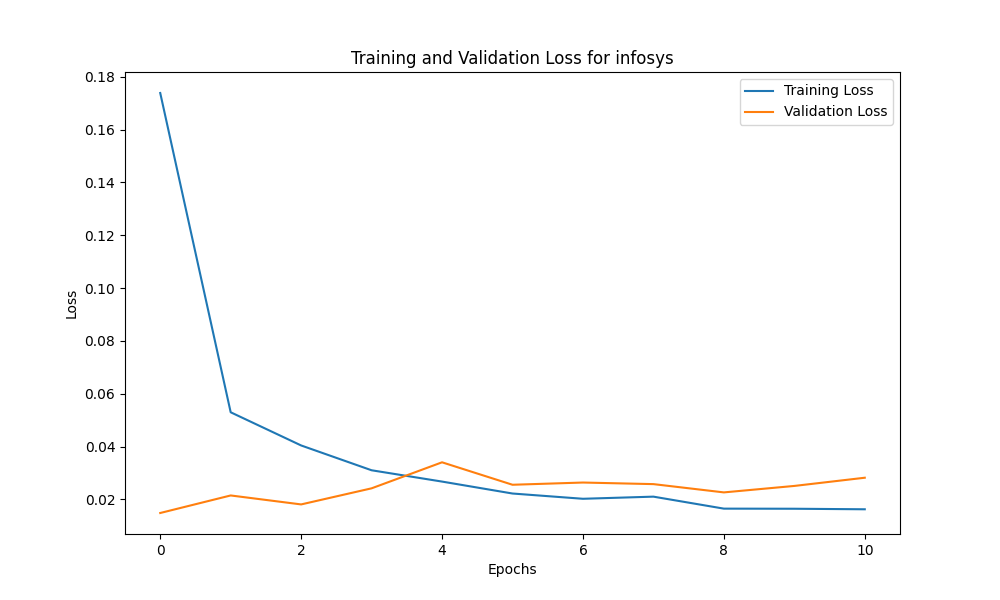 Training and Validation Loss for infosys
Training Loss
Validation Loss
0.18
0.16
0.14
0.12
0.10
0.08
0.06
0.04
0.02
Loss
0 2 4 6 8 10
Epochs